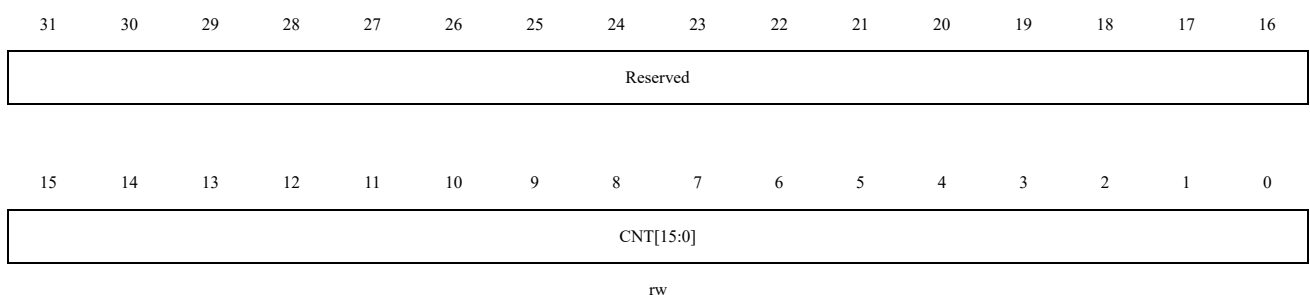 31 30 29 28 27 26 25 24 23 22 21 20 19 18 17 16
Reserved
15 14 13 12 11 10 9 8 7 6 5 4 3 2 1 0
CNT[15:0]
rw